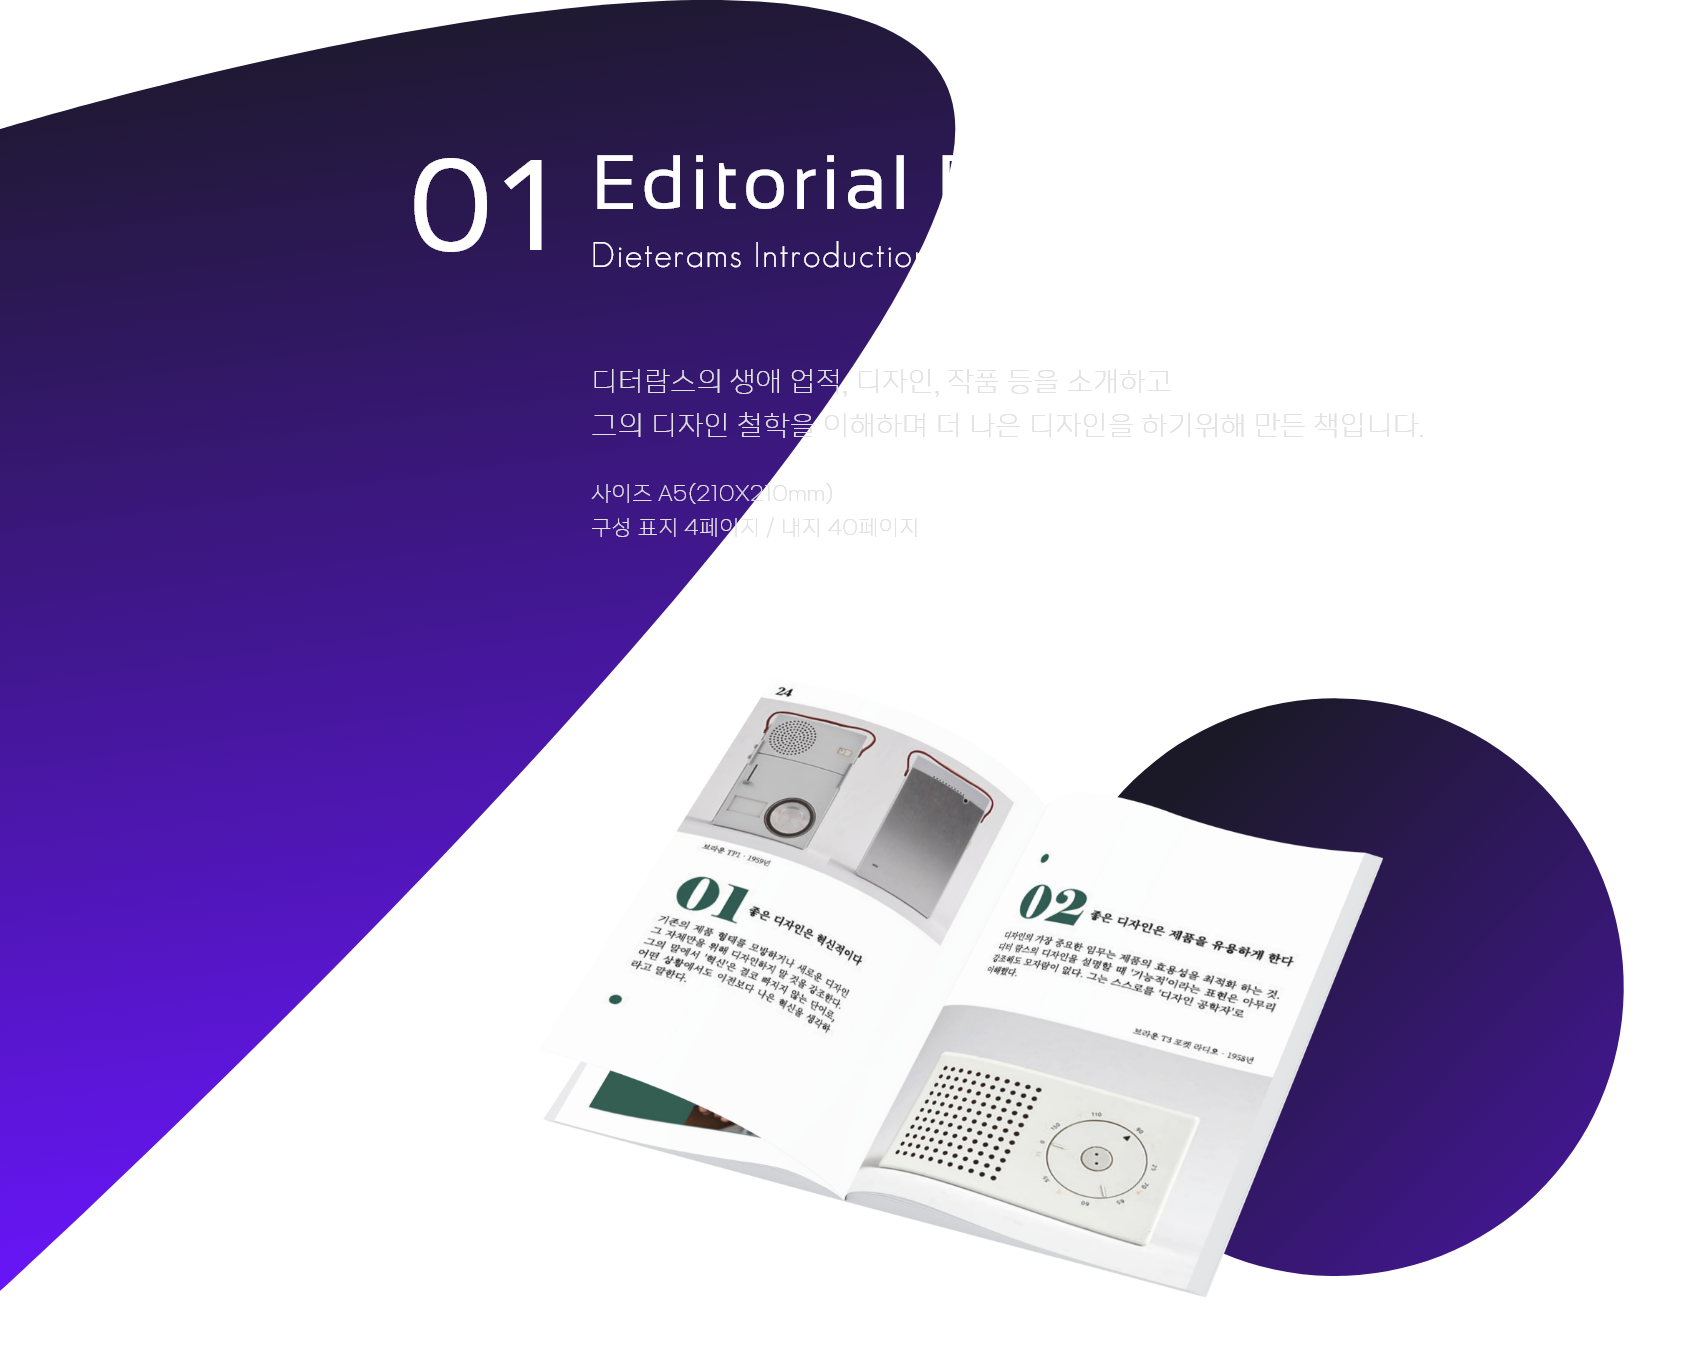 01
Editorial
Dieterams Introduction
디터람스의 생애 업적, 디자인, 작품 등을 소개하고
그의 디자인 철학을 이해하며 더 나은 디자인을 하기위해 만든 책입니다.
사이즈 A5(210X210mm)
구성 표지 4페이지 / 내지 40페이지
24
브라운 TP1 · 1959년
01 좋은 디자인은 혁신적이다
기존의 제품 형태를 모방하거나 새로운 디자인
그 자체만을 위해 디자인하지 말 것을 강조한다.
그의 말에서 '혁신'은 결코 빠지지 않는 단어로,
어떤 상황에서도 이전보다 나은 혁신을 생각하
라고 말한다.
02 좋은 디자인은 제품을 유용하게 한다
디자인의 가장 중요한 임무는 제품의 효용성을 최적화 하는 것.
디터 람스의 디자인을 설명할 때 '기능적'이라는 표현은 아무리
강조해도 모자람이 없다. 그는 스스로를 '디자인 공학자'로
이해했다.
브라운 T3 포켓 라디오 · 1958년